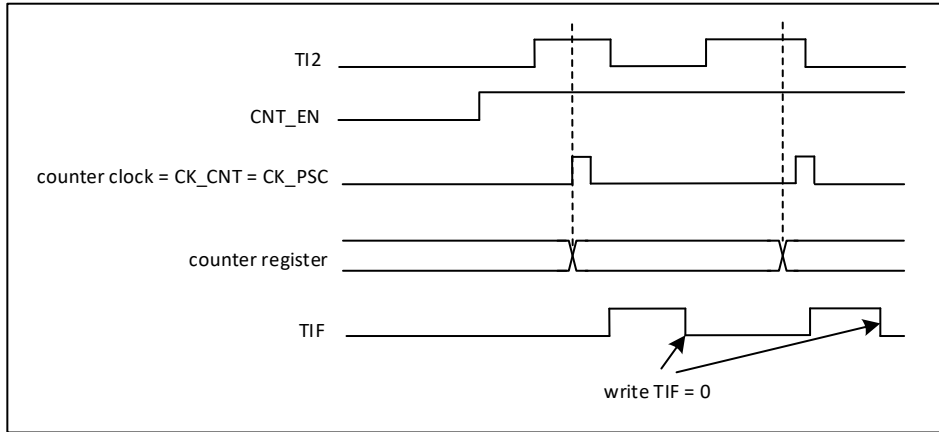 TI2
CNT_EN
counter clock = CK_CNT = CK_PSC
counter register
TIF
write TIF = 0